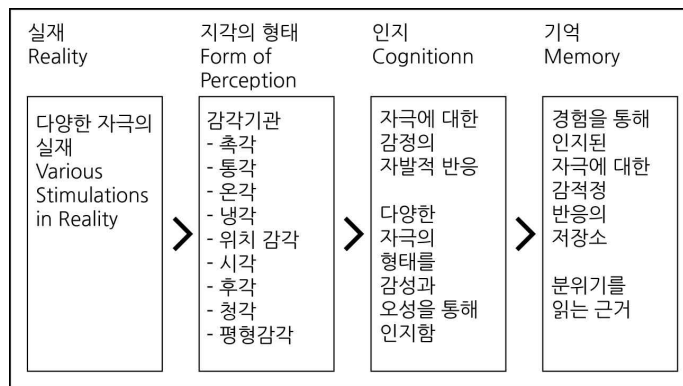 실재
Reality
다양한 자극의
실재
Various
Stimulations
in Reality
지각의 형태
Form of
Perception
감각기관
- 촉각
- 통각
- 온각
- 냉각
- 위치 감각
- 시각
- 후각
- 청각
- 평형감각
인지
Cognitionn
자극에 대한
감정의
자발적 반응
다양한
자극의
형태를
감성과
오성을 통해
인지함
기억
Memory
경험을 통해
인지된
자극에 대한
감적정
반응의
저장소
분위기를
읽는 근거